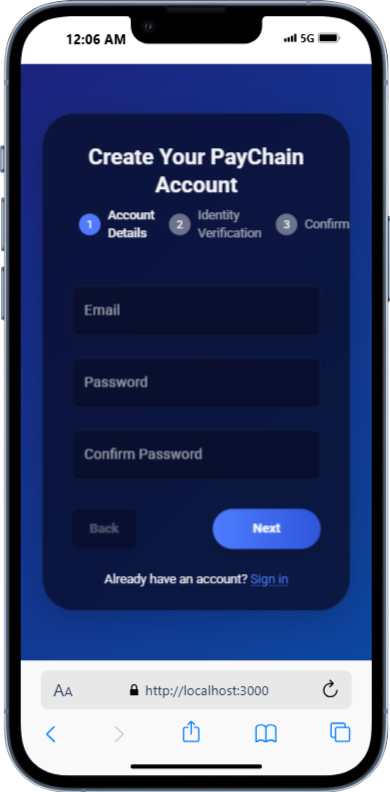 12:06 AM 5G
Create Your PayChain
Account
1 Account Details 2 Identity Verification 3 Confirm
Email
Password
Confirm Password
Back Next
Already have an account? Sign in
AA http://localhost:3000